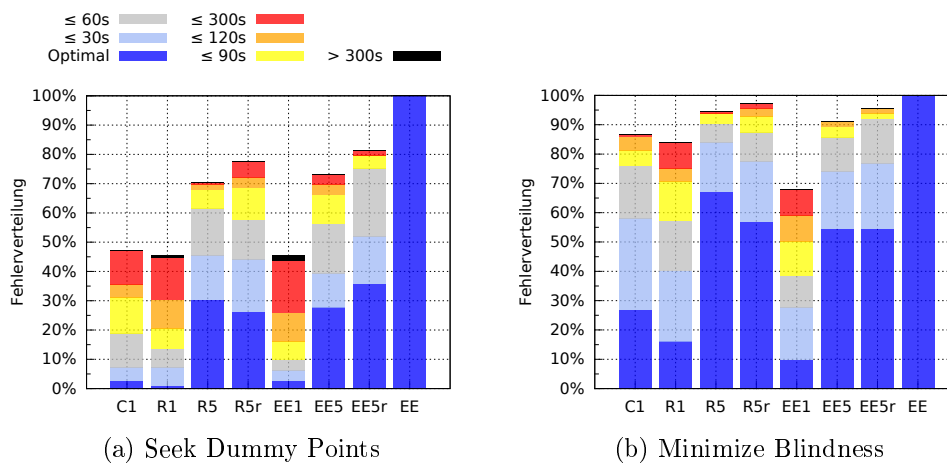 ≤ 60s ≤ 300s
≤ 30s ≤ 120s
Optimal ≤ 90s > 300s
Fehlerverteilung
100%
90%
80%
70%
60%
50%
40%
30%
20%
10%
0%
C1 R1 R5 R5r EE1 EE5 EE5r EE
(a) Seek Dummy Points
Fehlerverteilung
100%
90%
80%
70%
60%
50%
40%
30%
20%
10%
0%
C1 R1 R5 R5r EE1 EE5 EE5r EE
(b) Minimize Blindness